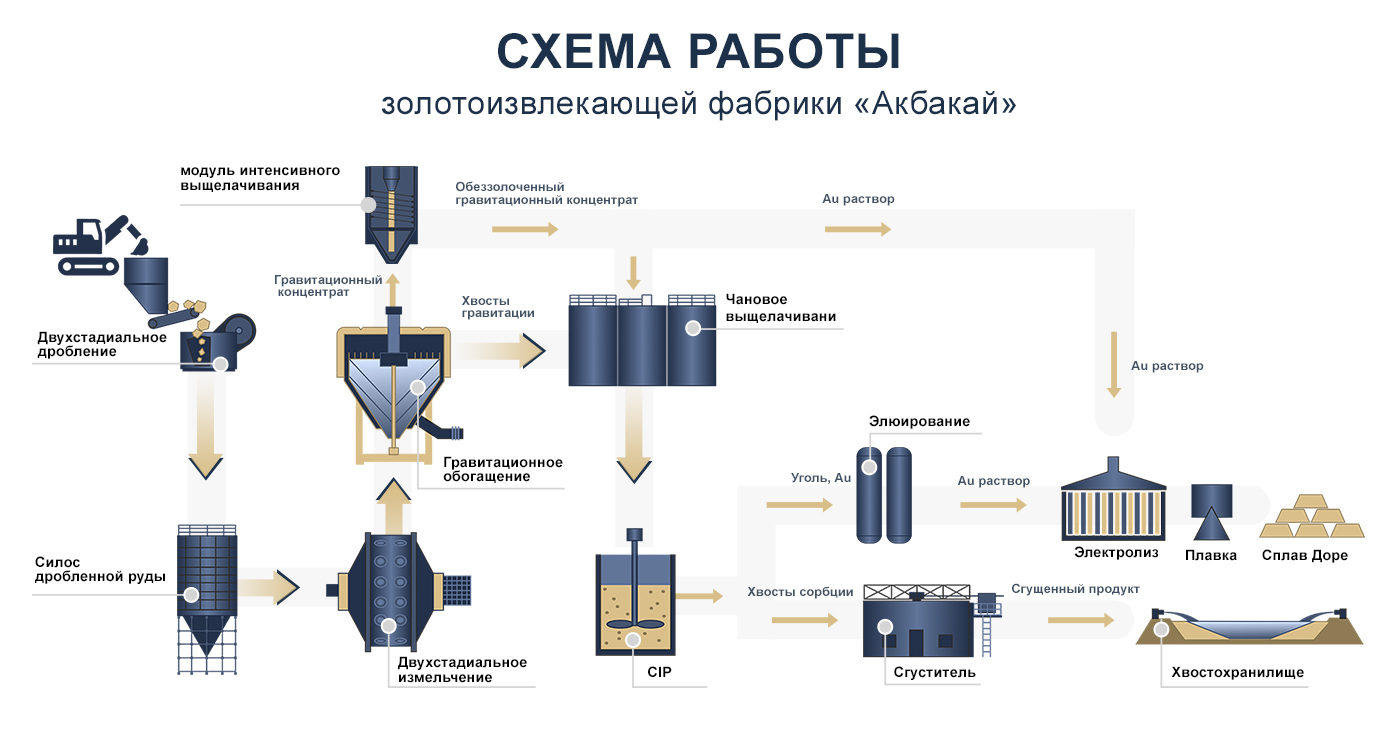 СХЕМА РАБОТЫ
золотоизвлекающей фабрики «Акбакай»
модуль интенсивного
выщелачивания
Обеззолоченный
гравитационный концентрат
Au раствор
Гравитационный
концентрат
Хвосты
гравитации
Чановое
выщелачивани
Двухстадиальное
дробление
Au раствор
Элюирование
Гравитационное
обогащение
Уголь, Au
Au раствор
Электролиз
Плавка
Сплав Доре
Силос
дробленной руды
Хвосты сорбции
Сгущенный продукт
Двухстадиальное
измельчение
CIP
Сгуститель
Хвостохранилище